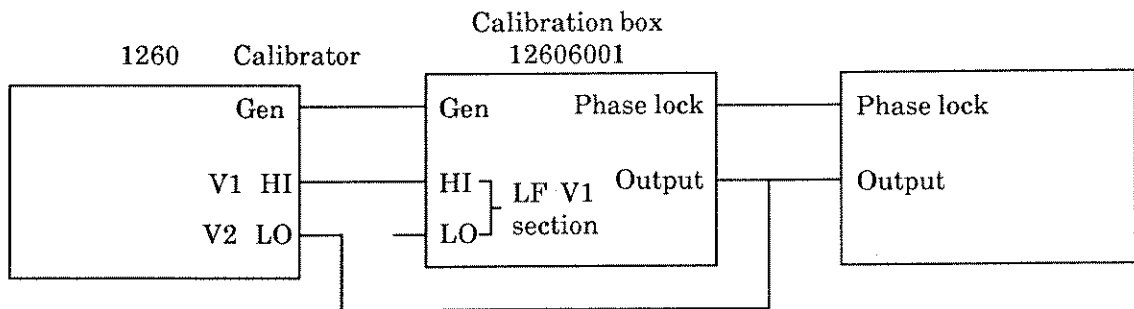 Calibration box
1260 Calibrator 12606001
Gen Gen Phase lock Phase lock
V1 HI HI LF V1 Output Output
V2 LO LO section